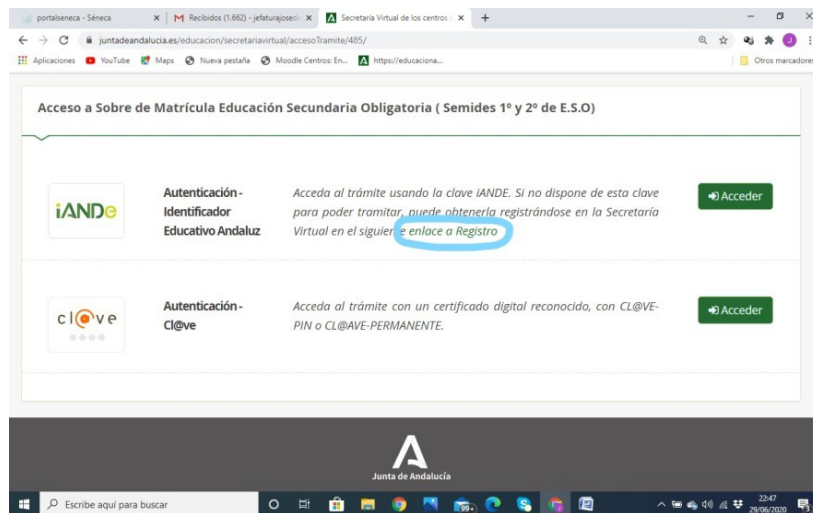 portalseneca - Séneca
Recibidos (1.662) - jefaturajosed
Secretaría Virtual de los centros
juntadeandalucia.es/educacion/secretariavirtual/accesoTramite/485/
Aplicaciones YouTube Maps Nueva pestaña Moodle Centros: En... https://educaciona... Otros marcadores
Acceso a Sobre de Matrícula Educación Secundaria Obligatoria ( Semides 1º y 2º de E.S.O)
iANDe
Autenticación -
Identificador
Educativo Andaluz
Acceda al trámite usando la clave iANDE. Si no dispone de esta clave
para poder tramitar, puede obtenerla registrándose en la Secretaría
Virtual en el siguiente enlace a Registro
Acceder
cl@ve
Autenticación -
Cl@ve
Acceda al trámite con un certificado digital reconocido, con CL@VE-
PIN o CL@AVE-PERMANENTE.
Acceder
Junta de Andalucía
Escribe aquí para buscar
99+
22:47
29/06/2020